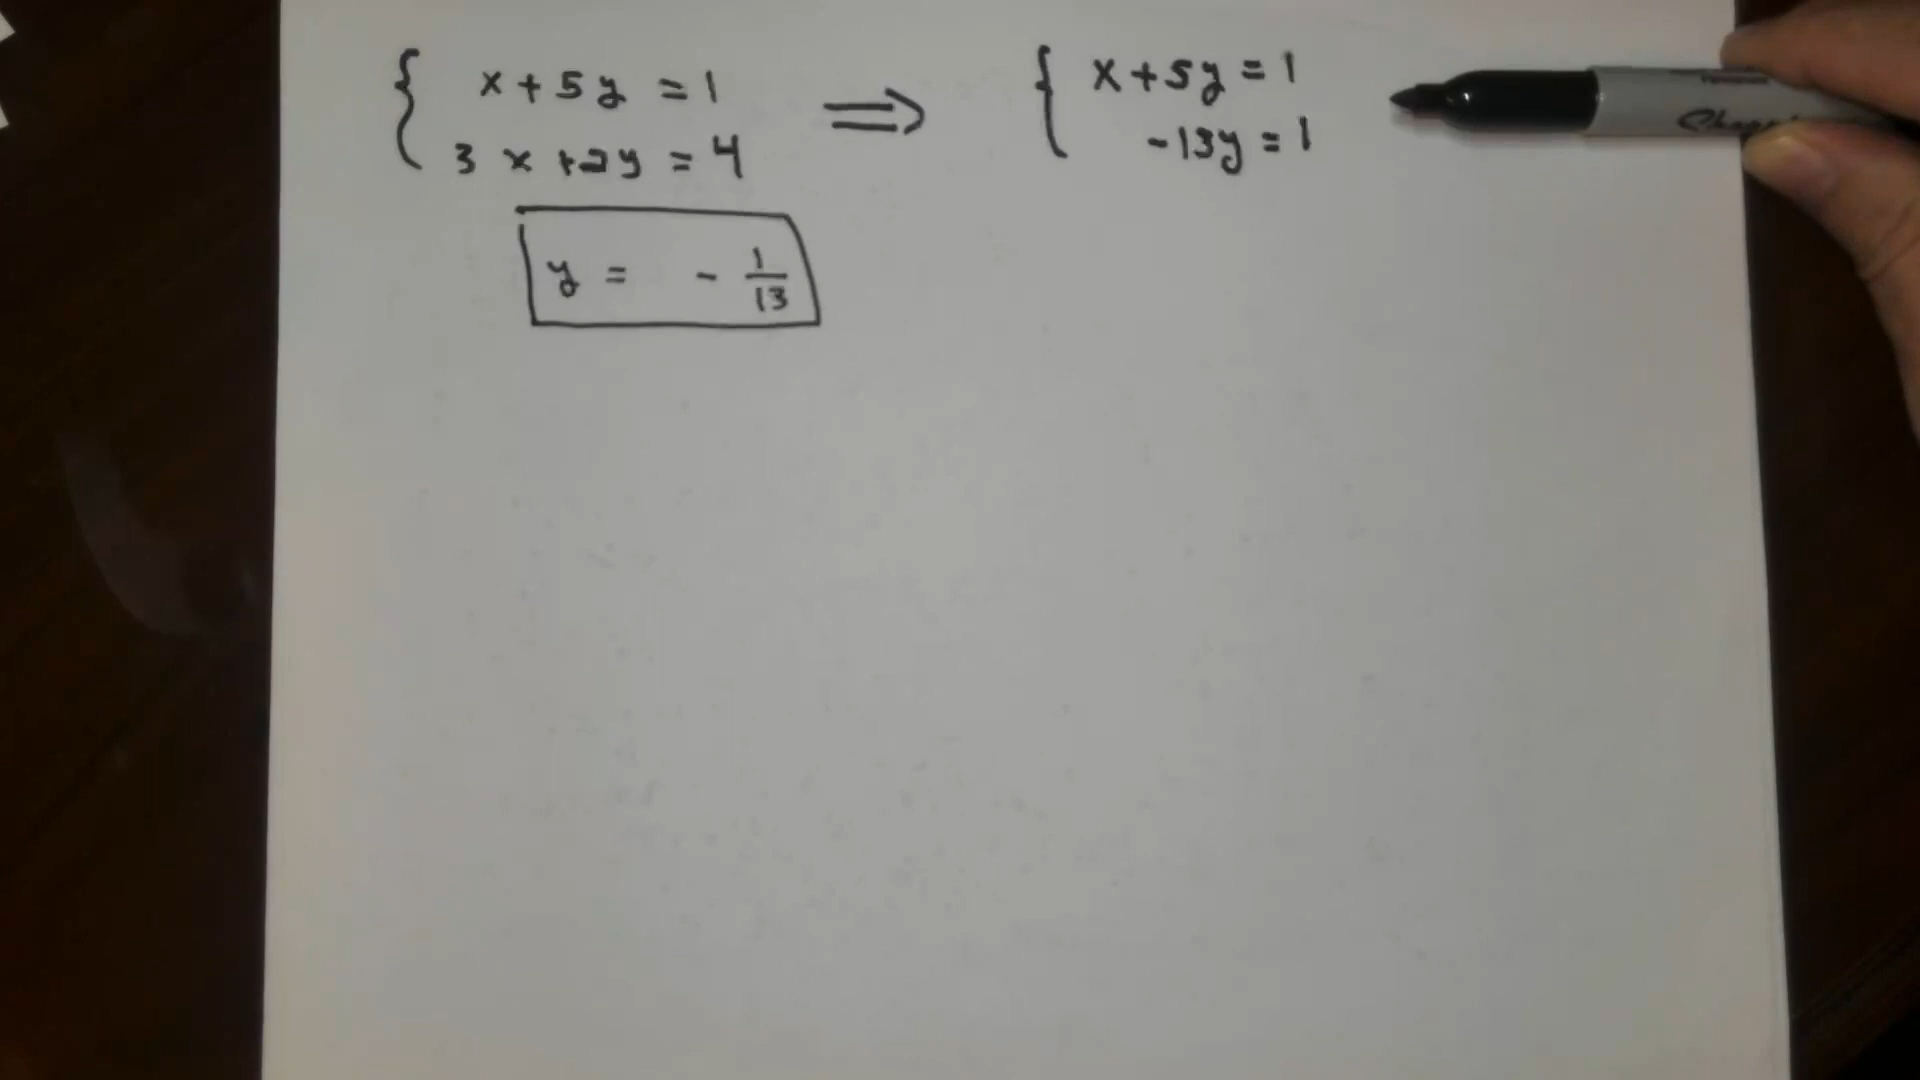 x + 5y = 1 ⟹ x + 5y = 1
3x + 2y = 4 -13y = 1
y = - 1/13